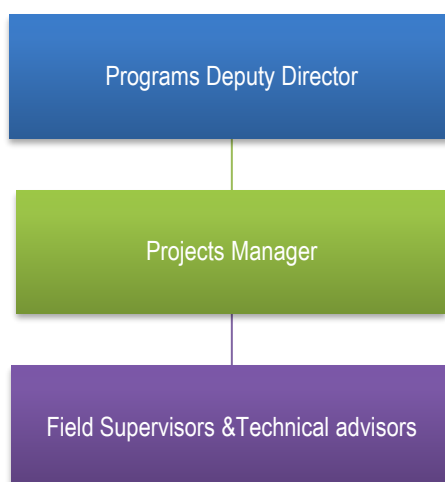 Programs Deputy Director
Projects Manager
Field Supervisors &Technical advisors